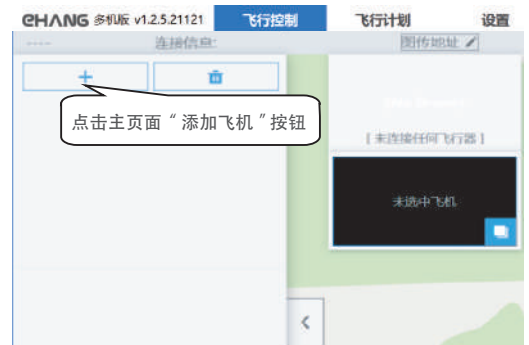 EHANG 多机版 v1.2.5.21121 飞行控制 飞行计划 设置
---- 连接信息: 图传地址
点击主页面“添加飞机”按钮
[ 未连接任何飞行器 ]
未选中飞机